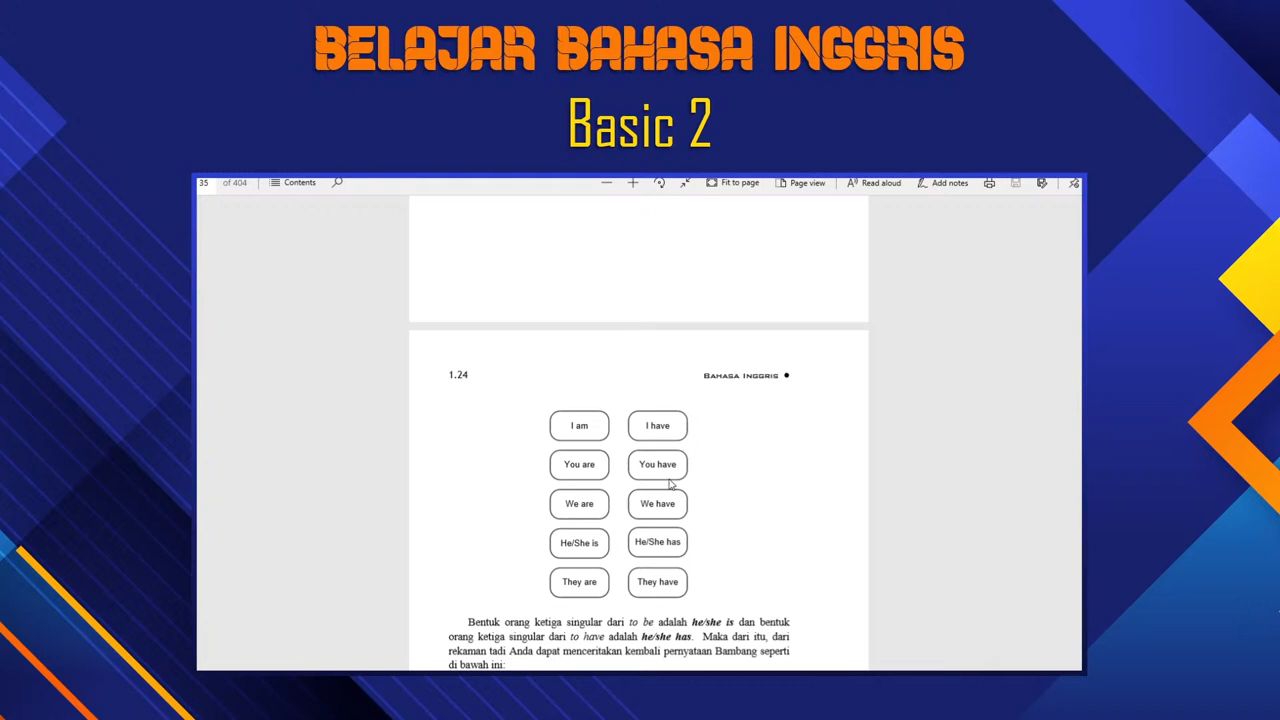 BELAJAR BAHASA INGGRIS
Basic 2
35 of 404 Contents Fit to page Page view Read aloud Add notes
1.24 BAHASA INGGRIS
I am I have
You are You have
We are We have
He/She is He/She has
They are They have
Bentuk orang ketiga singular dari to be adalah he/she is dan bentuk
orang ketiga singular dari to have adalah he/she has. Maka dari itu, dari
rekaman tadi Anda dapat menceritakan kembali pernyataan Bambang seperti
di bawah ini: